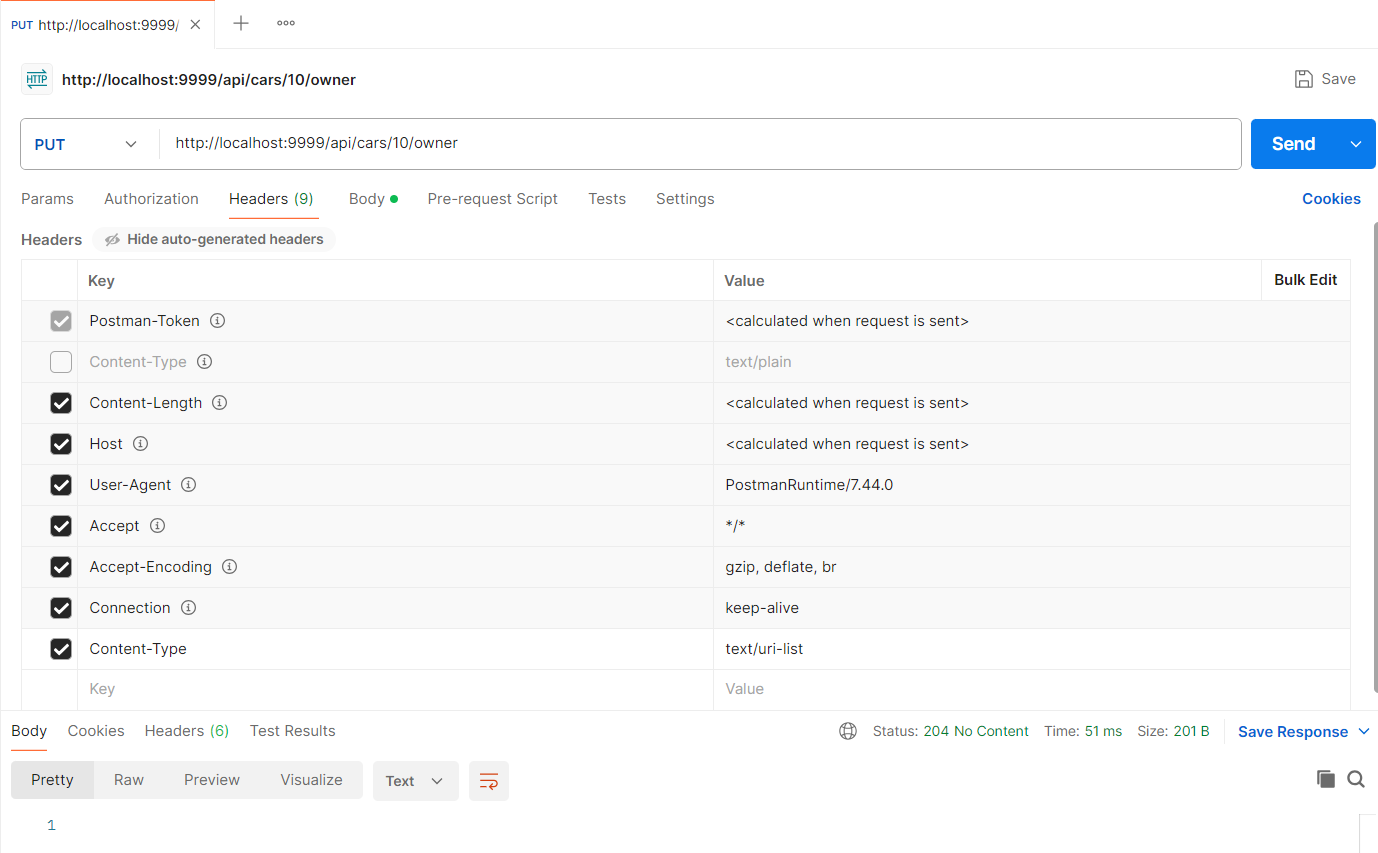 PUT http://localhost:9999/
HTTP http://localhost:9999/api/cars/10/owner Save
PUT http://localhost:9999/api/cars/10/owner Send
Params Authorization Headers (9) Body Pre-request Script Tests Settings Cookies
Headers Hide auto-generated headers
Key Value Bulk Edit
Postman-Token <calculated when request is sent>
Content-Type text/plain
Content-Length <calculated when request is sent>
Host <calculated when request is sent>
User-Agent PostmanRuntime/7.44.0
Accept */*
Accept-Encoding gzip, deflate, br
Connection keep-alive
Content-Type text/uri-list
Key Value
Body Cookies Headers (6) Test Results Status: 204 No Content Time: 51 ms Size: 201 B Save Response
Pretty Raw Preview Visualize Text
1